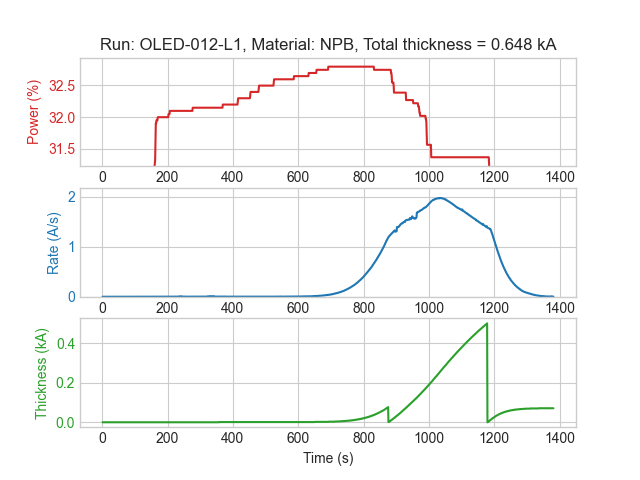 Run: OLED-012-L1, Material: NPB, Total thickness = 0.648 kA
Power (%)
32.5
32.0
31.5
0 200 400 600 800 1000 1200 1400
Rate (A/s)
2
1
0
0 200 400 600 800 1000 1200 1400
Thickness (kA)
0.4
0.2
0.0
0 200 400 600 800 1000 1200 1400
Time (s)